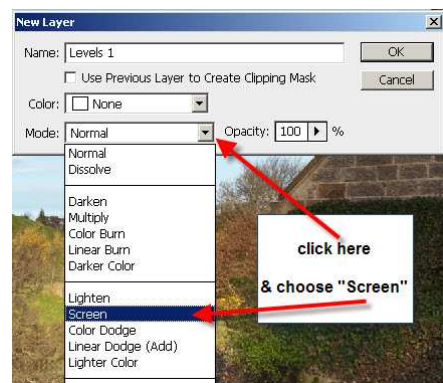 New Layer
Name: Levels 1
OK
Use Previous Layer to Create Clipping Mask
Cancel
Color: None
Mode: Normal
Opacity: 100 %
Normal
Dissolve
Darken
Multiply
Color Burn
Linear Burn
Darker Color
Lighten
Screen
Color Dodge
Linear Dodge (Add)
Lighter Color
click here
& choose "Screen"